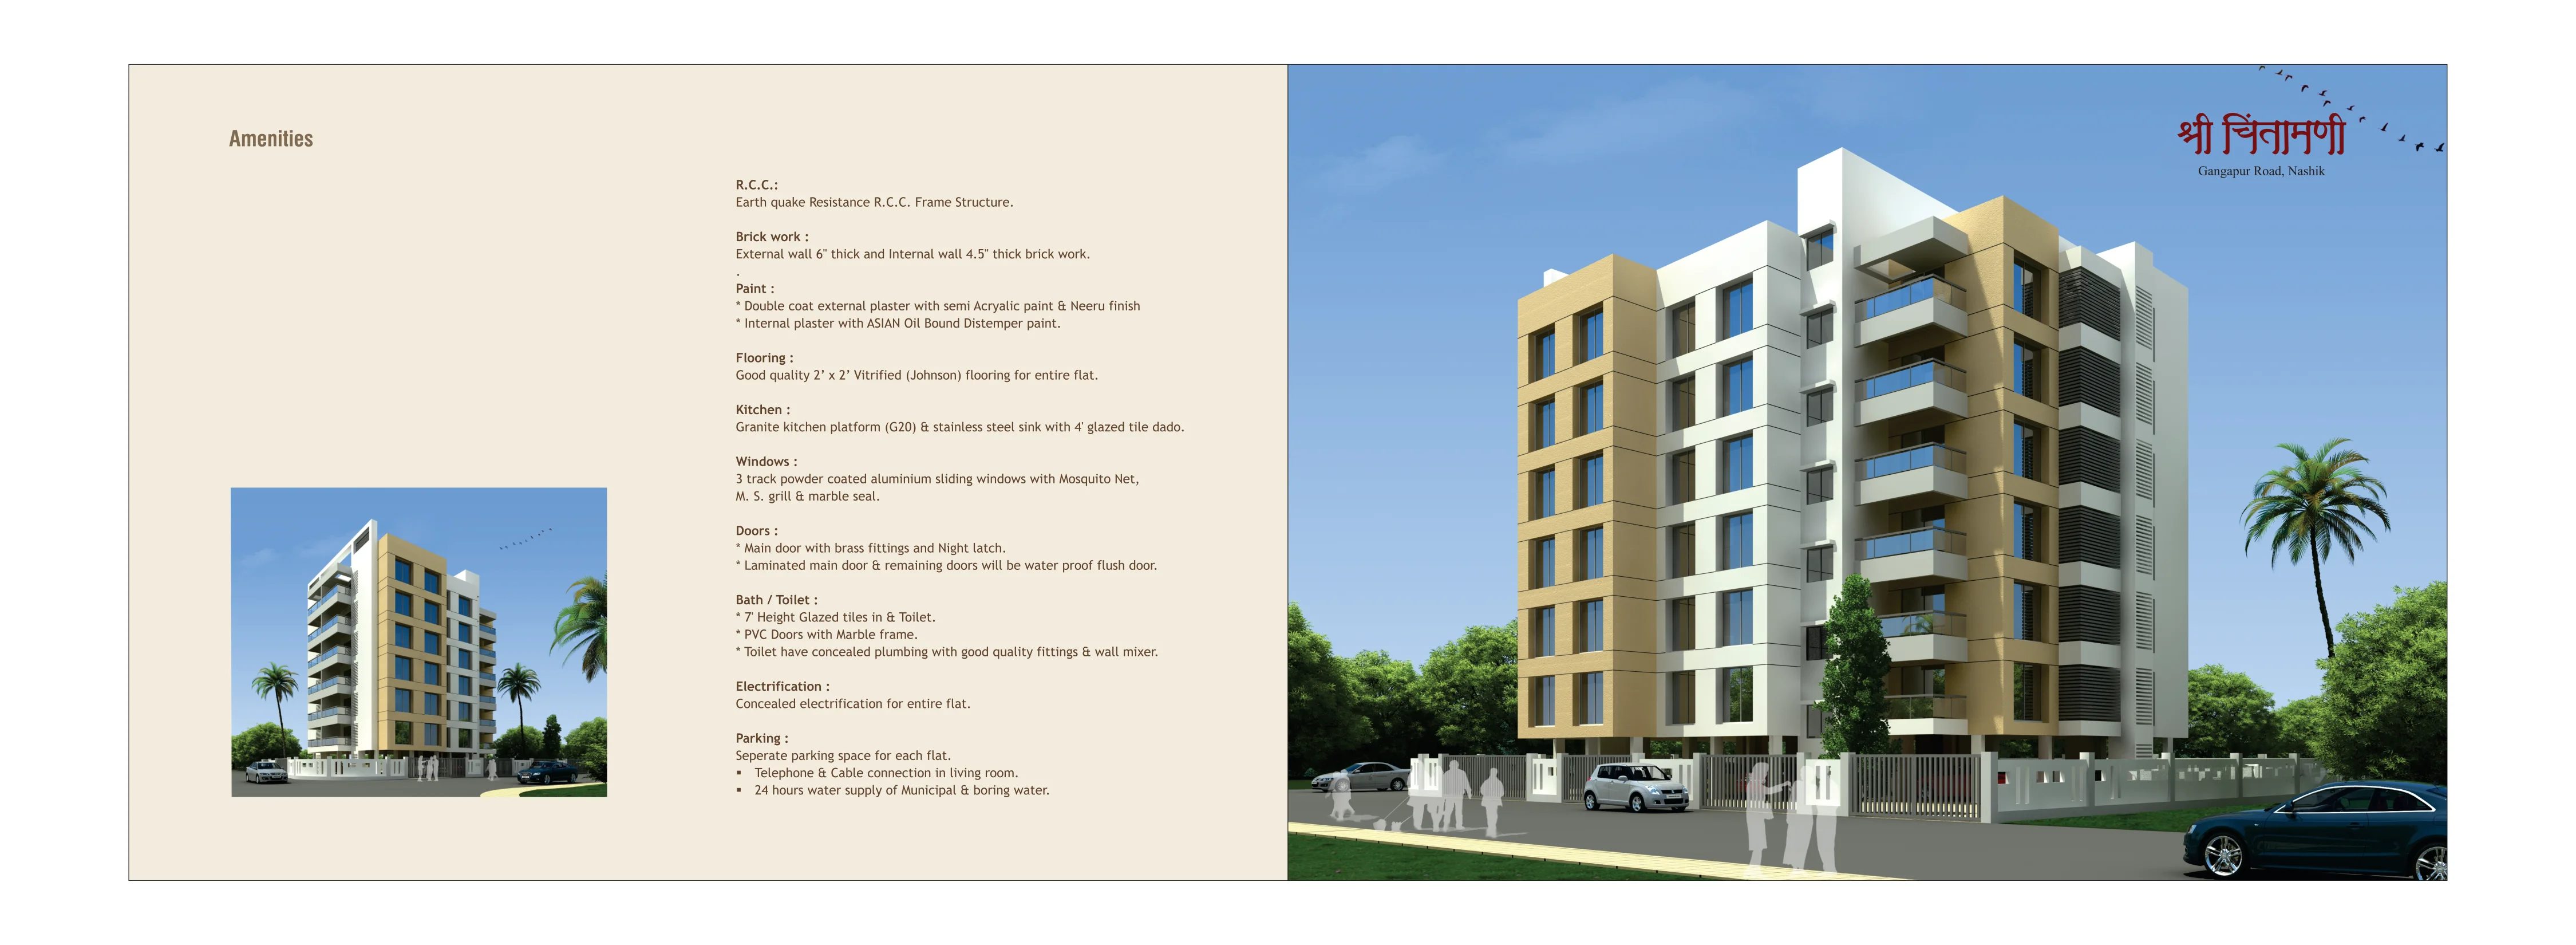 Amenities
R.C.C.:
Earth quake Resistance R.C.C. Frame Structure.
Brick work :
External wall 6" thick and Internal wall 4.5" thick brick work.
.
Paint :
* Double coat external plaster with semi Acryalic paint & Neeru finish
* Internal plaster with ASIAN Oil Bound Distemper paint.
Flooring :
Good quality 2’ x 2’ Vitrified (Johnson) flooring for entire flat.
Kitchen :
Granite kitchen platform (G20) & stainless steel sink with 4' glazed tile dado.
Windows :
3 track powder coated aluminium sliding windows with Mosquito Net,
M. S. grill & marble seal.
Doors :
* Main door with brass fittings and Night latch.
* Laminated main door & remaining doors will be water proof flush door.
Bath / Toilet :
* 7' Height Glazed tiles in & Toilet.
* PVC Doors with Marble frame.
* Toilet have concealed plumbing with good quality fittings & wall mixer.
Electrification :
Concealed electrification for entire flat.
Parking :
Seperate parking space for each flat.
▪ Telephone & Cable connection in living room.
▪ 24 hours water supply of Municipal & boring water.
श्री चिंतामणी
Gangapur Road, Nashik